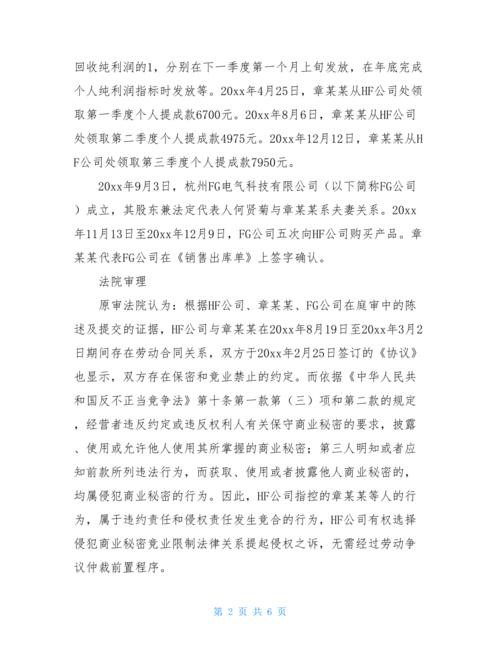 回收纯利润的1，分别在下一季度第一个月上旬发放，在年底完成
个人纯利润指标时发放等。20xx年4月25日，章某某从HF公司处领
取第一季度个人提成款6700元。20xx年8月6日，章某某从HF公司
处领取第二季度个人提成款4975元。20xx年12月12日，章某某从H
F公司处领取第三季度个人提成款7950元。
20xx年9月3日，杭州FG电气科技有限公司（以下简称FG公司
）成立，其股东兼法定代表人何贤菊与章某某系夫妻关系。20xx
年11月13日至20xx年12月9日，FG公司五次向HF公司购买产品。章
某某代表FG公司在《销售出库单》上签字确认。
法院审理
原审法院认为：根据HF公司、章某某、FG公司在庭审中的陈
述及提交的证据，HF公司与章某某在20xx年8月19日至20xx年3月2
日期间存在劳动合同关系，双方于20xx年2月25日签订的《协议》
也显示，双方存在保密和竞业禁止的约定。而依据《中华人民共
和国反不正当竞争法》第十条第一款第（三）项和第二款的规定
，经营者违反约定或违反权利人有关保守商业秘密的要求，披露
、使用或允许他人使用其所掌握的商业秘密；第三人明知或者应
知前款所列违法行为，而获取、使用或者披露他人商业秘密的，
均属侵犯商业秘密的行为。因此，HF公司指控的章某某等人的行
为，属于违约责任和侵权责任发生竞合的行为，HF公司有权选择
侵犯商业秘密竞业限制法律关系提起侵权之诉，无需经过劳动争
议仲裁前置程序。
第 2 页 共 6 页